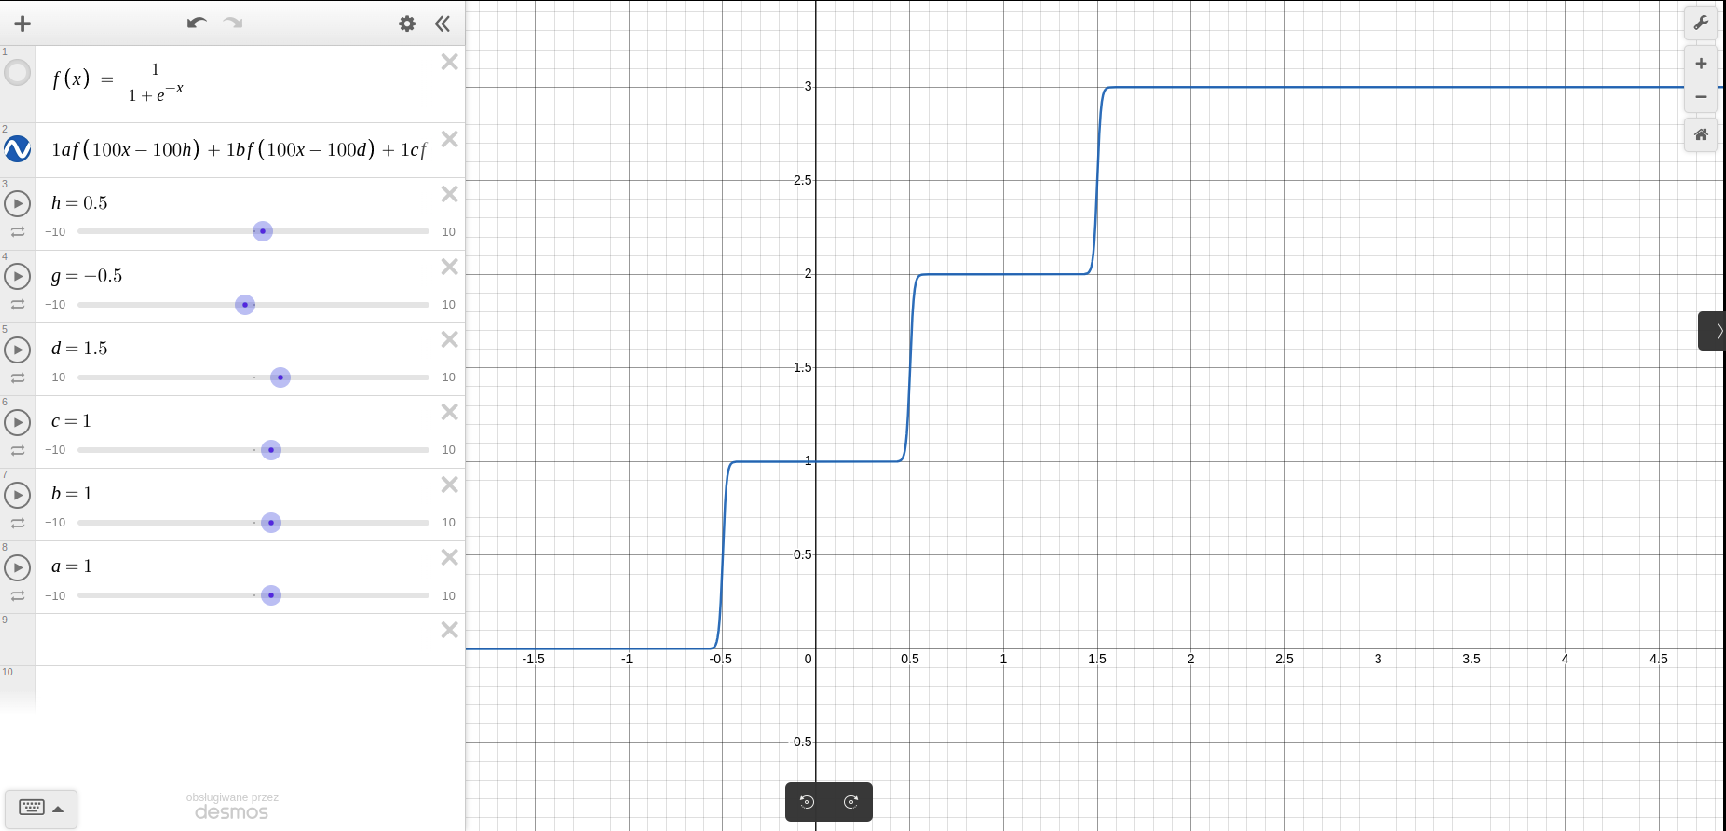 1
f(x) = 1/(1 + e^{-x})
2
1af(100x − 100h) + 1bf(100x − 100d) + 1cf
3
h = 0.5
−10 10
4
g = −0.5
−10 10
5
d = 1.5
10 10
6
c = 1
−10 10
7
b = 1
−10 10
8
a = 1
−10 10
9
10
obsługiwane przez
desmos
3
2.5
2
1.5
1
0.5
-1.5 -1 -0.5 0 0.5 1 1.5 2 2.5 3 3.5 4 4.5
0.5